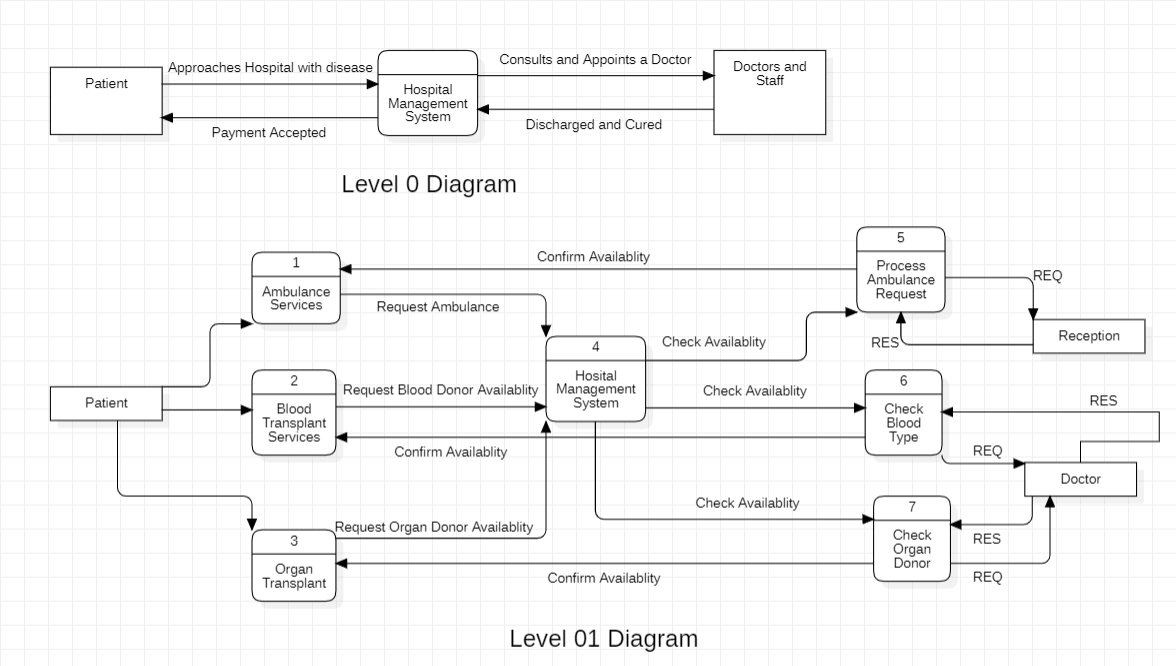 Approaches Hospital with disease
Consults and Appoints a Doctor
Patient
Hospital
Management
System
Doctors and
Staff
Payment Accepted
Discharged and Cured
Level 0 Diagram
5
Process
Ambulance
Request
Confirm Availablity
1
Ambulance
Services
Request Ambulance
REQ
RES
Reception
4
Hosital
Management
System
Check Availablity
2
Blood
Transplant
Services
Request Blood Donor Availablity
Check Availablity
6
Check
Blood
Type
RES
Patient
Confirm Availablity
REQ
Doctor
Check Availablity
7
Check
Organ
Donor
RES
REQ
Request Organ Donor Availablity
3
Organ
Transplant
Confirm Availablity
Level 01 Diagram